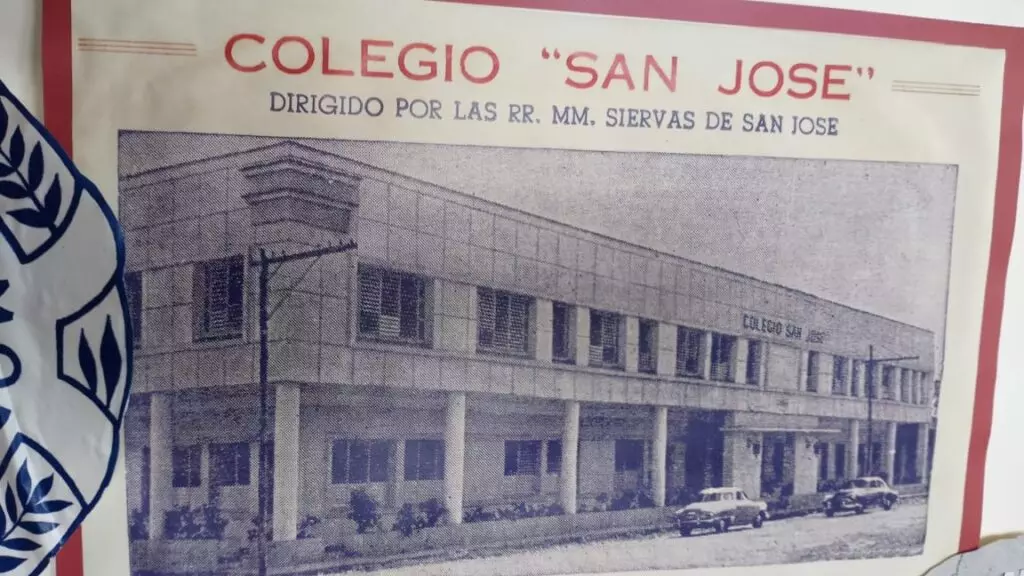 COLEGIO "SAN JOSE"
DIRIGIDO POR LAS RR. MM. SIERVAS DE SAN JOSE
COLEGIO SAN JOSE